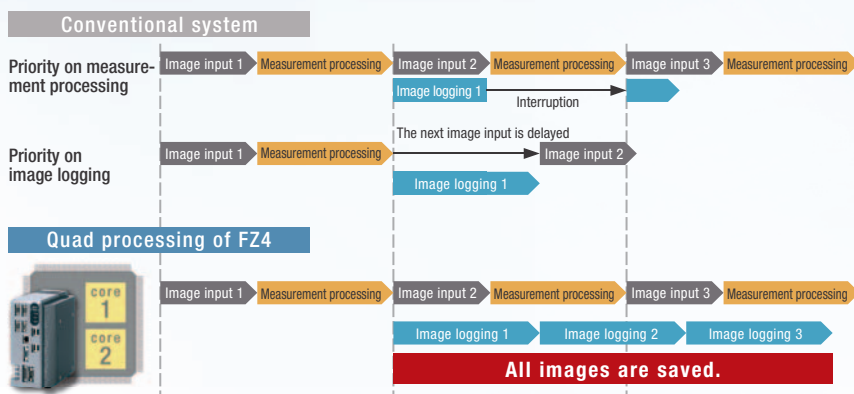 Conventional system
Priority on measure-
ment processing
Image input 1
Measurement processing
Image input 2
Measurement processing
Image input 3
Measurement processing
Image logging 1
Interruption
Priority on
image logging
Image input 1
Measurement processing
The next image input is delayed
Image input 2
Image logging 1
Quad processing of FZ4
core
1
core
2
Image input 1
Measurement processing
Image input 2
Measurement processing
Image input 3
Measurement processing
Image logging 1
Image logging 2
Image logging 3
All images are saved.